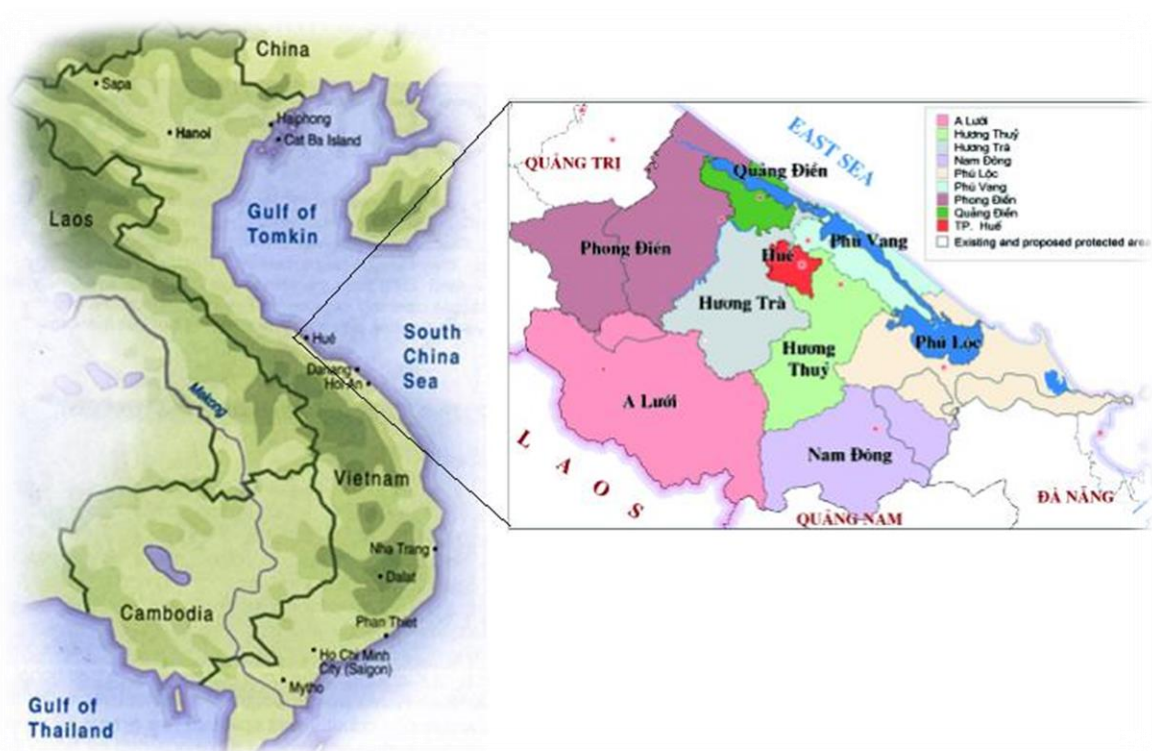 China
Sapa
Hanoi
Haiphong
Cat Ba Island
Laos
Gulf of
Tomkin
Huê
South
China
Sea
Danang
Hoi An
Mekong
Vietnam
Nha Trang
Dalat
Cambodia
Phan Thiet
Ho Chi Minh
City (Saigon)
Mytho
Gulf of
Thailand
QUẢNG TRỊ
EAST SEA
Quảng Điền
Phong Điền
Phú Vang
Huế
Hương Trà
Hương
Thuỷ
Phú Lộc
A Lưới
Nam Đông
LAOS
QUẢNG NAM
ĐÀ NẴNG
A Lưới
Hương Thuỷ
Hương Trà
Nam Đông
Phú Lộc
Phú Vang
Phong Điền
Quảng Điền
TP. Huế
Existing and proposed protected area